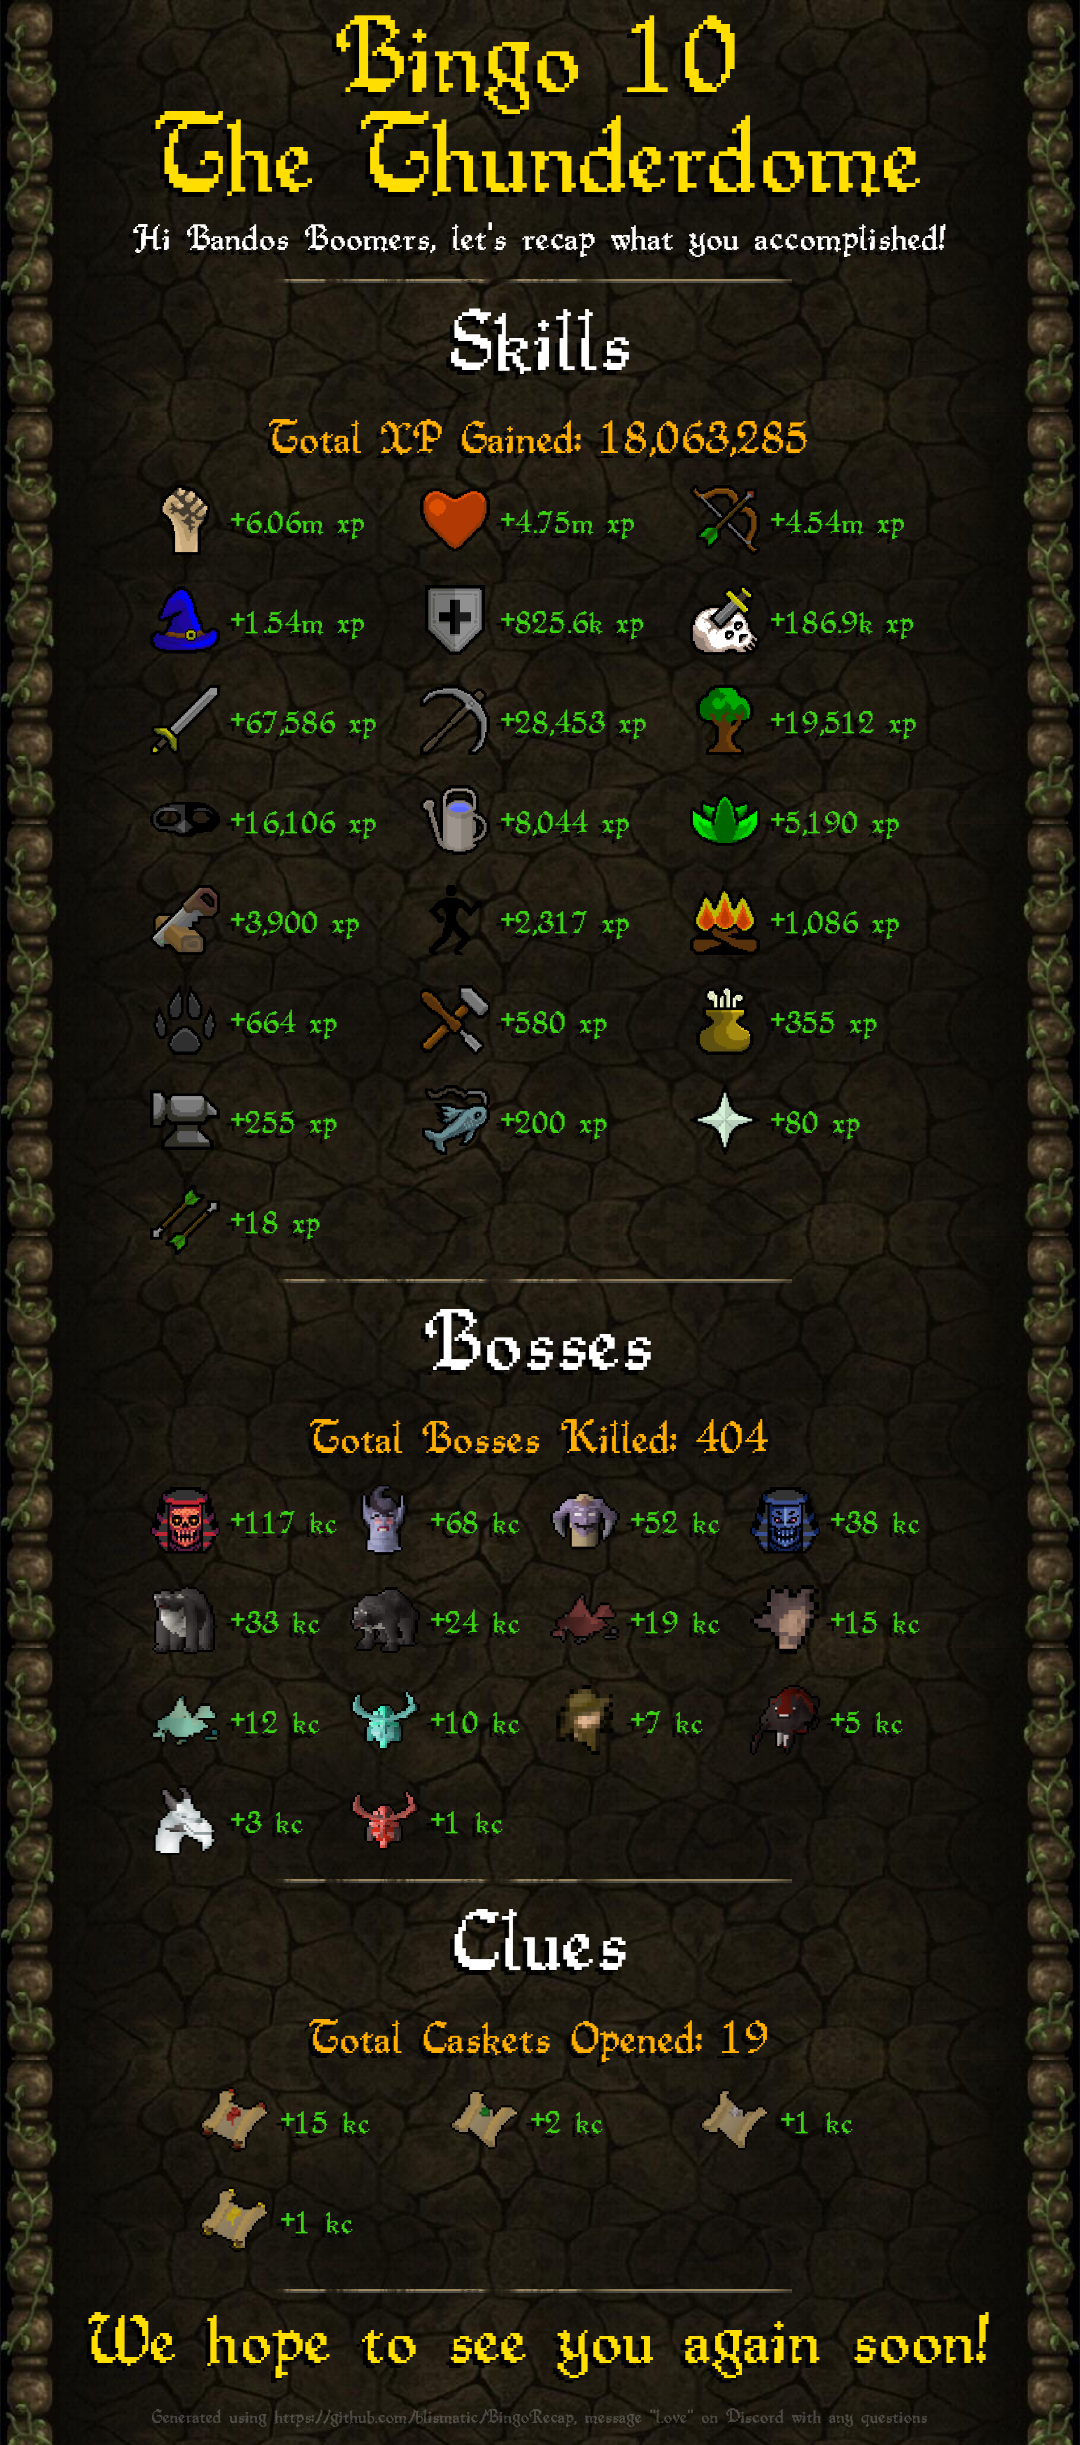 Bingo 10
The Thunderdome
Hi Bandos Boomers, let's recap what you accomplished!
Skills
Total XP Gained: 18,063,285
+6.06m xp +4.75m xp +4.54m xp
+1.54m xp +825.6k xp +186.9k xp
+67,586 xp +28,453 xp +19,512 xp
+16,106 xp +8,044 xp +5,190 xp
+3,900 xp +2,317 xp +1,086 xp
+664 xp +580 xp +355 xp
+255 xp +200 xp +80 xp
+18 xp
Bosses
Total Bosses Killed: 404
+117 kc +68 kc +52 kc +38 kc
+33 kc +24 kc +19 kc +15 kc
+12 kc +10 kc +7 kc +5 kc
+3 kc +1 kc
Clues
Total Caskets Opened: 19
+15 kc +2 kc +1 kc
+1 kc
We hope to see you again soon!
Generated using https://github.com/blismatic/BingoRecap, message "love" on Discord with any questions